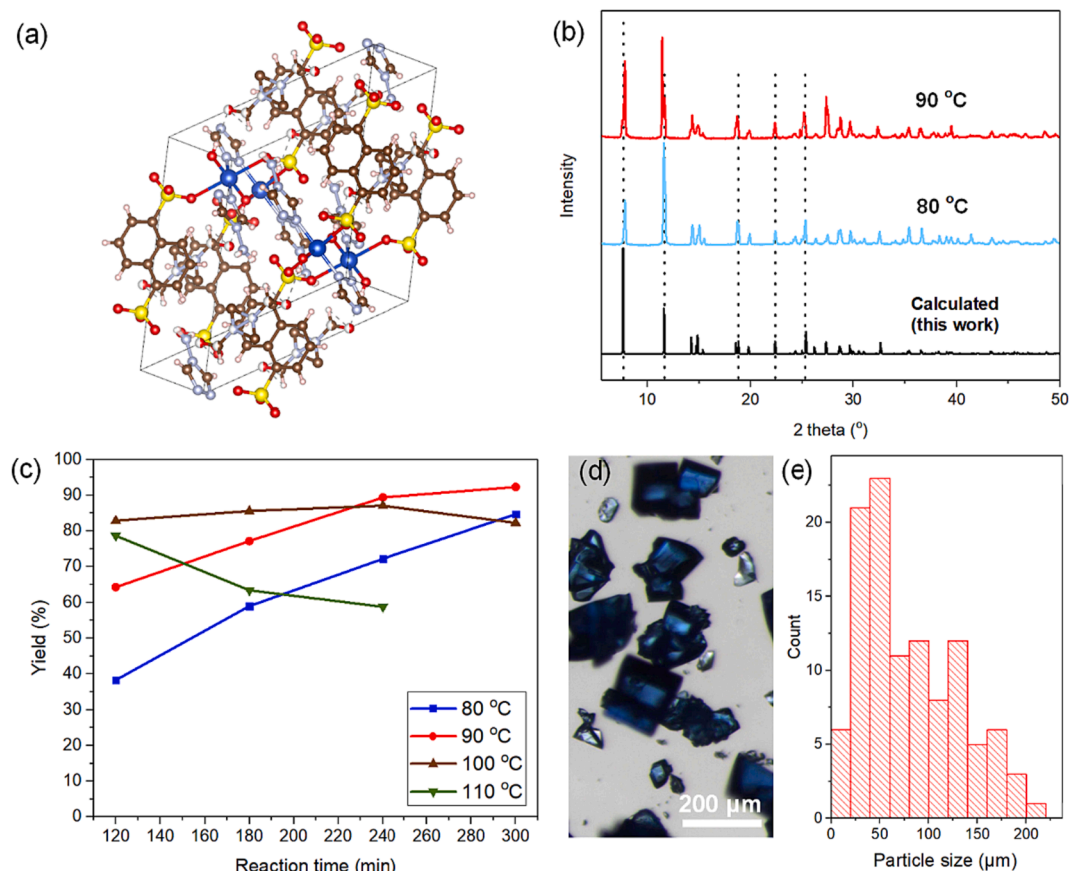 (a)
(b)
90 °C
80 °C
Calculated
(this work)
Intensity
10 20 30 40 50
2 theta (°)
(c)
100
90
80
70
60
50
40
30
20
10
0
Yield (%)
80 °C
90 °C
100 °C
110 °C
120 140 160 180 200 220 240 260 280 300
Reaction time (min)
(d)
200 µm
(e)
20
15
10
5
0
Count
0 50 100 150 200
Particle size (µm)